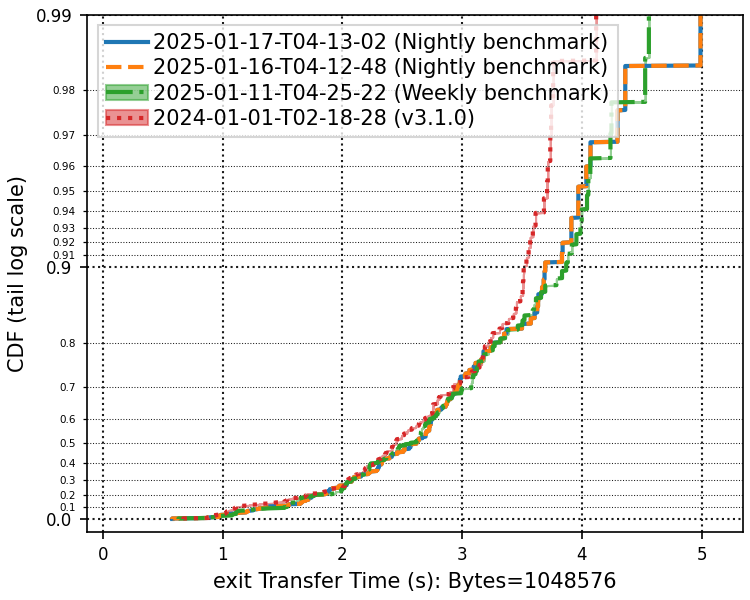 0.99
2025-01-17-T04-13-02 (Nightly benchmark)
2025-01-16-T04-12-48 (Nightly benchmark)
2025-01-11-T04-25-22 (Weekly benchmark)
2024-01-01-T02-18-28 (v3.1.0)
0.98
0.97
0.96
0.95
0.94
0.93
0.92
0.91
0.9
0.8
0.7
0.6
0.5
0.4
0.3
0.2
0.1
0.0
CDF (tail log scale)
0 1 2 3 4 5
exit Transfer Time (s): Bytes=1048576